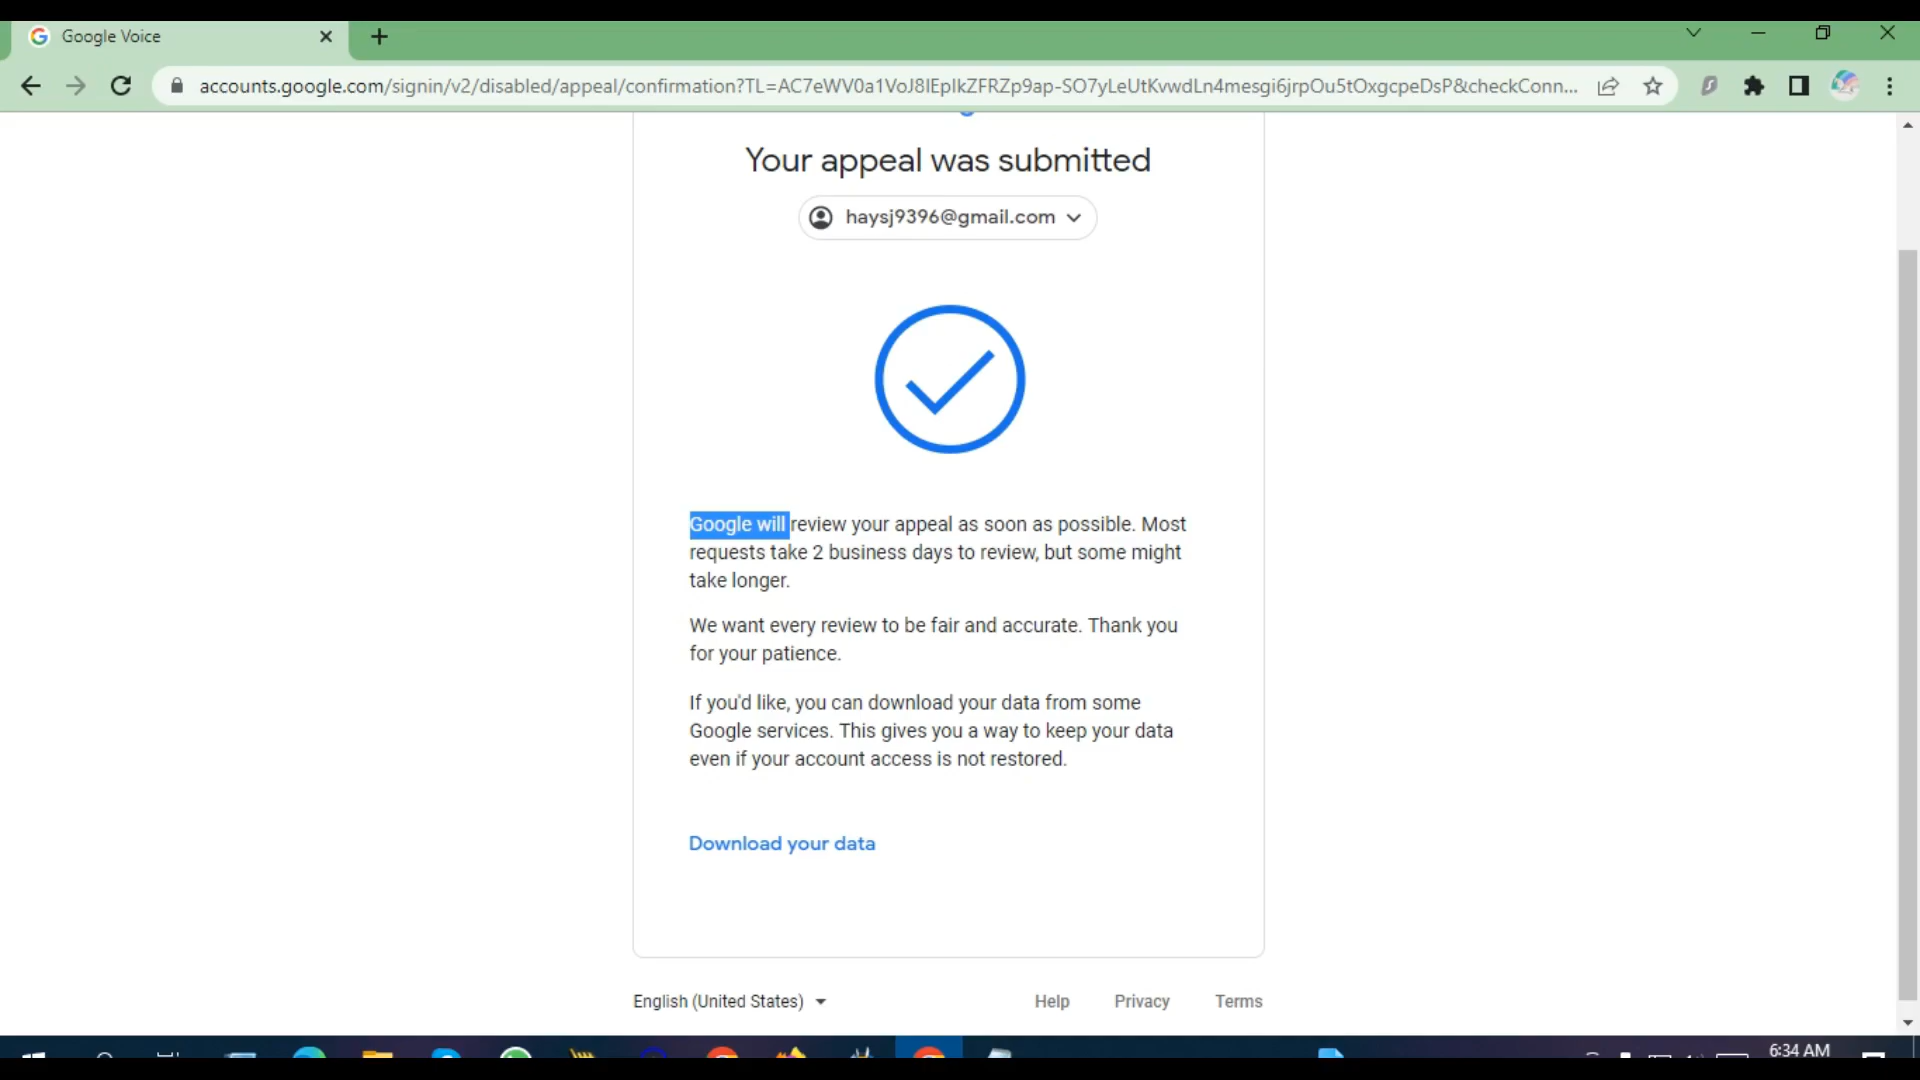 Google Voice
accounts.google.com/signin/v2/disabled/appeal/confirmation?TL=AC7eWV0a1VoJ8lEpIkZFRZp9ap-SO7yLeUtKvwdLn4mesgi6jrpOu5tOxgcpeDsP&checkConn...
Your appeal was submitted
haysj9396@gmail.com
Google will review your appeal as soon as possible. Most
requests take 2 business days to review, but some might
take longer.
We want every review to be fair and accurate. Thank you
for your patience.
If you'd like, you can download your data from some
Google services. This gives you a way to keep your data
even if your account access is not restored.
Download your data
English (United States)
Help Privacy Terms
6:34 AM